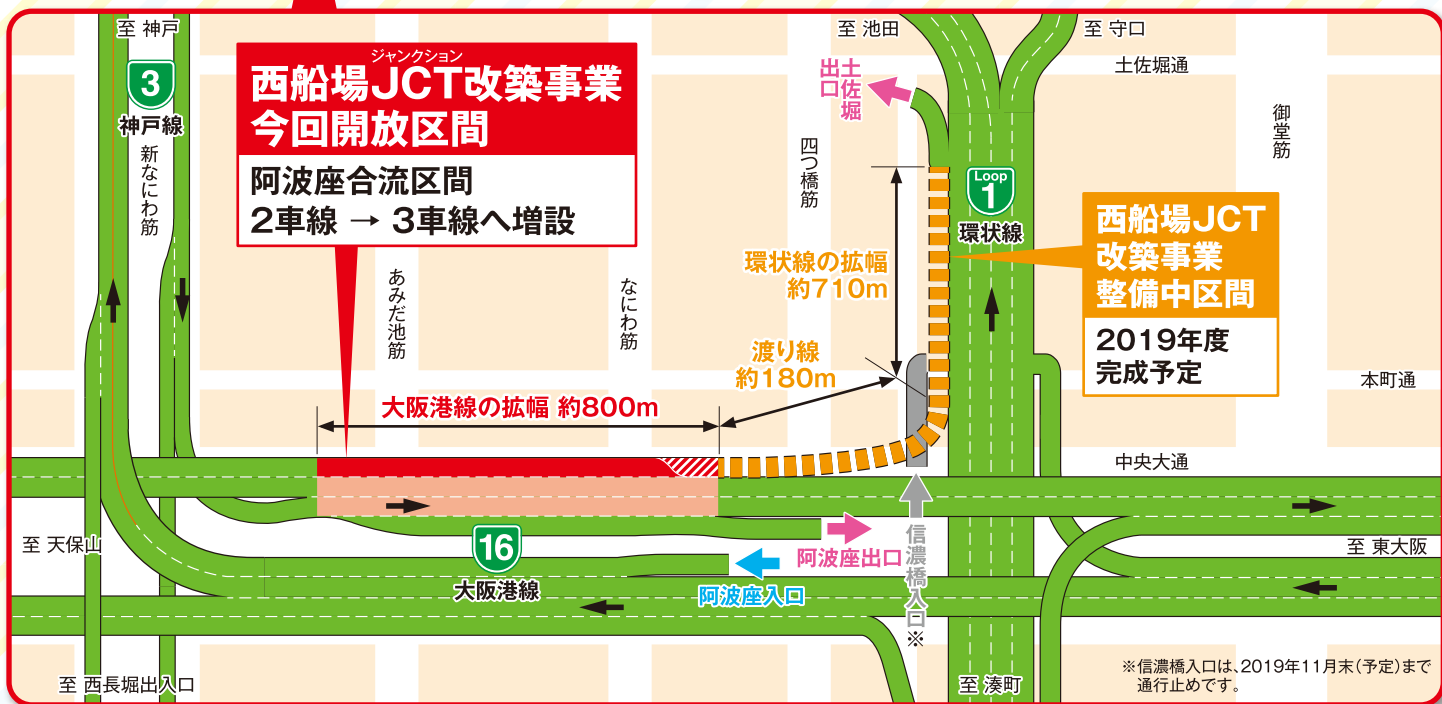 至 神戸
3
神戸線
新なにわ筋
ジャンクション
西船場JCT改築事業
今回開放区間
阿波座合流区間
2車線 → 3車線へ増設
至 池田
至 守口
土佐堀
出口
土佐堀通
御堂筋
四つ橋筋
Loop
1
環状線
西船場JCT
改築事業
整備中区間
2019年度
完成予定
環状線の拡幅
約710m
あみだ池筋
なにわ筋
渡り線
約180m
本町通
大阪港線の拡幅 約800m
中央大通
至 天保山
16
大阪港線
阿波座出口
阿波座入口
信濃橋入口※
至 東大阪
至 西長堀出入口
至 湊町
※信濃橋入口は、2019年11月末(予定)まで
通行止めです。